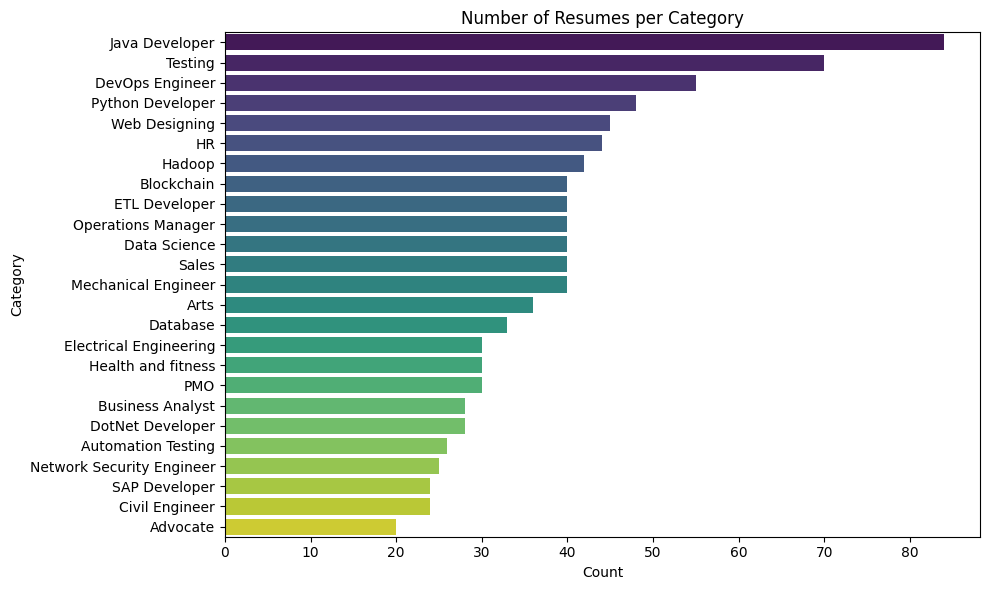 Number of Resumes per Category
Category
Java Developer
Testing
DevOps Engineer
Python Developer
Web Designing
HR
Hadoop
Blockchain
ETL Developer
Operations Manager
Data Science
Sales
Mechanical Engineer
Arts
Database
Electrical Engineering
Health and fitness
PMO
Business Analyst
DotNet Developer
Automation Testing
Network Security Engineer
SAP Developer
Civil Engineer
Advocate
0 10 20 30 40 50 60 70 80
Count